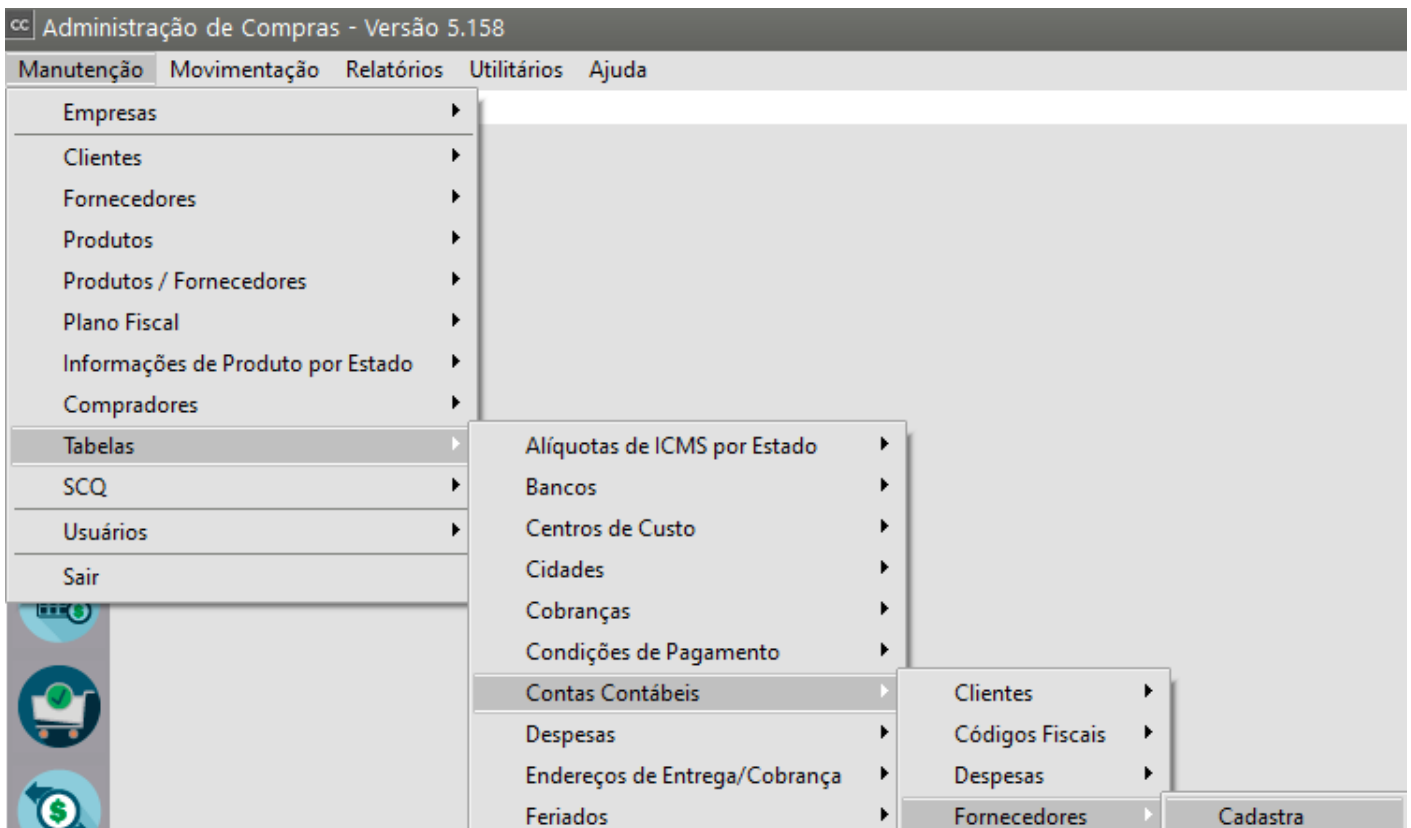 cc Administração de Compras - Versão 5.158
Manutenção Movimentação Relatórios Utilitários Ajuda
Empresas
Clientes
Fornecedores
Produtos
Produtos / Fornecedores
Plano Fiscal
Informações de Produto por Estado
Compradores
Tabelas
SCQ
Usuários
Sair
Alíquotas de ICMS por Estado
Bancos
Centros de Custo
Cidades
Cobranças
Condições de Pagamento
Contas Contábeis
Despesas
Endereços de Entrega/Cobrança
Feriados
Clientes
Códigos Fiscais
Despesas
Fornecedores
Cadastra
$
$